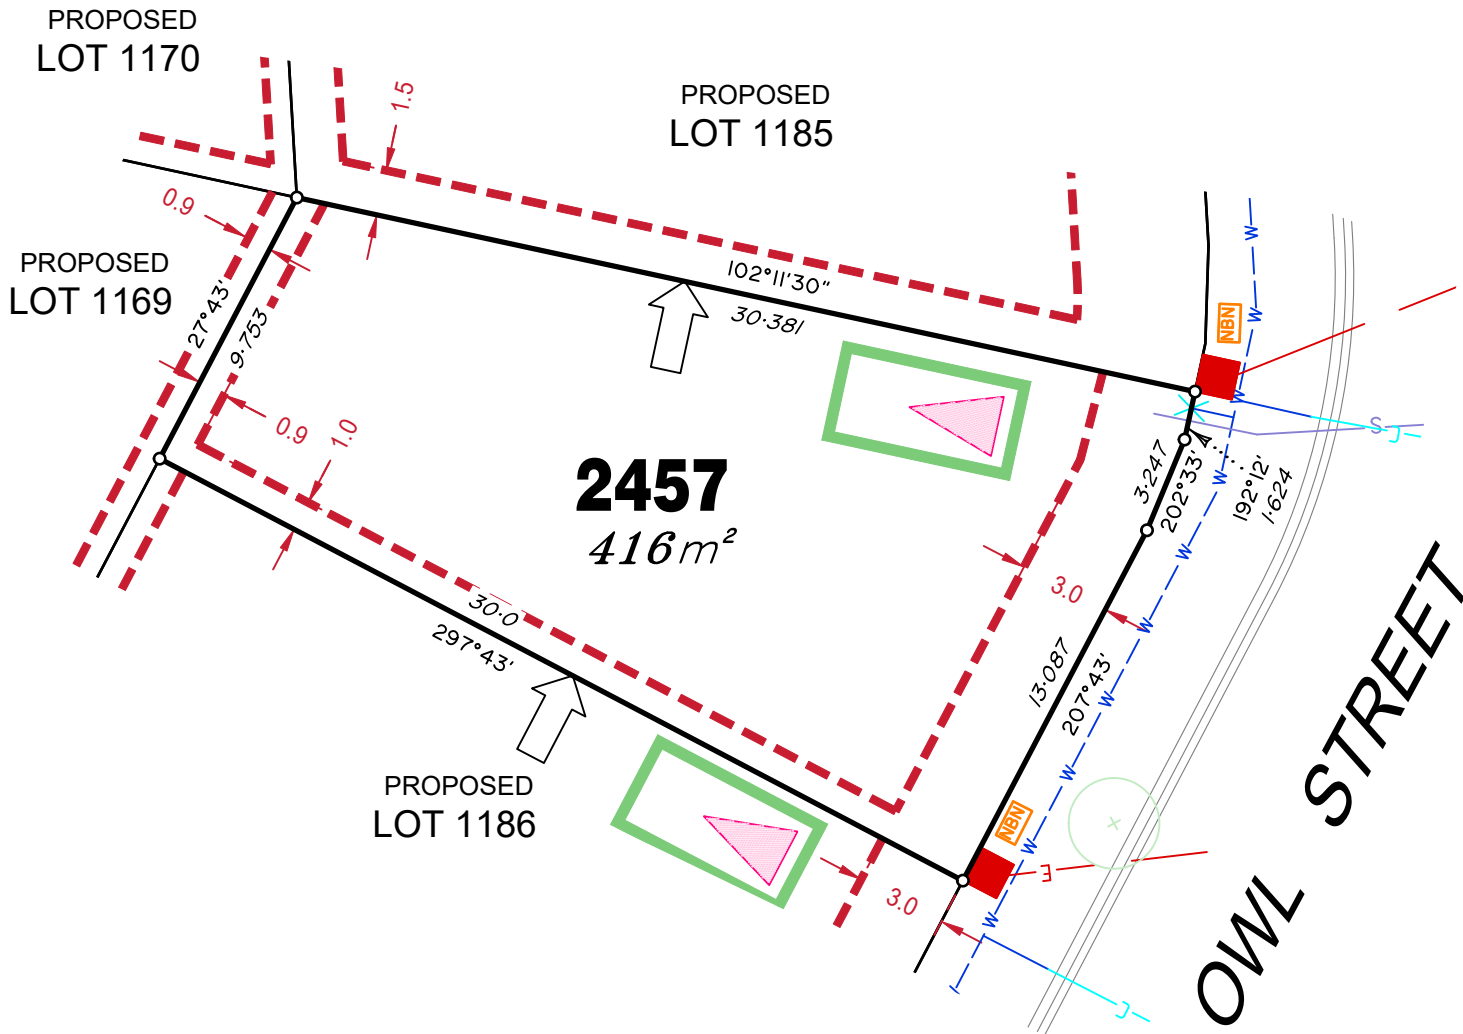 PROPOSED
LOT 1170
PROPOSED
LOT 1185
1.5
0.9
PROPOSED
LOT 1169
27°43'
9·753
102°11'30"
30·381
NBN
W
W
W
S
J
0.9
1.0
2457
416m²
3·247
202°33'
192°12'
1·624
W
W
3.0
W
30·0
297°43'
13·087
207°43'
W
W
PROPOSED
LOT 1186
NBN
W
E
3.0
W
J
OWL STREET